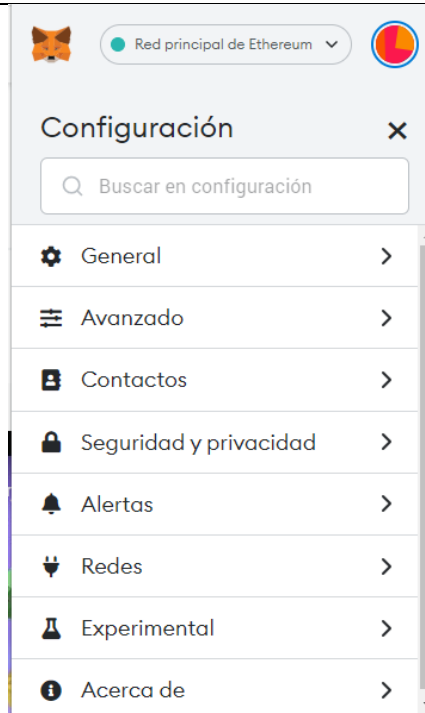 Red principal de Ethereum
Configuración
Buscar en configuración
General
Avanzado
Contactos
Seguridad y privacidad
Alertas
Redes
Experimental
Acerca de